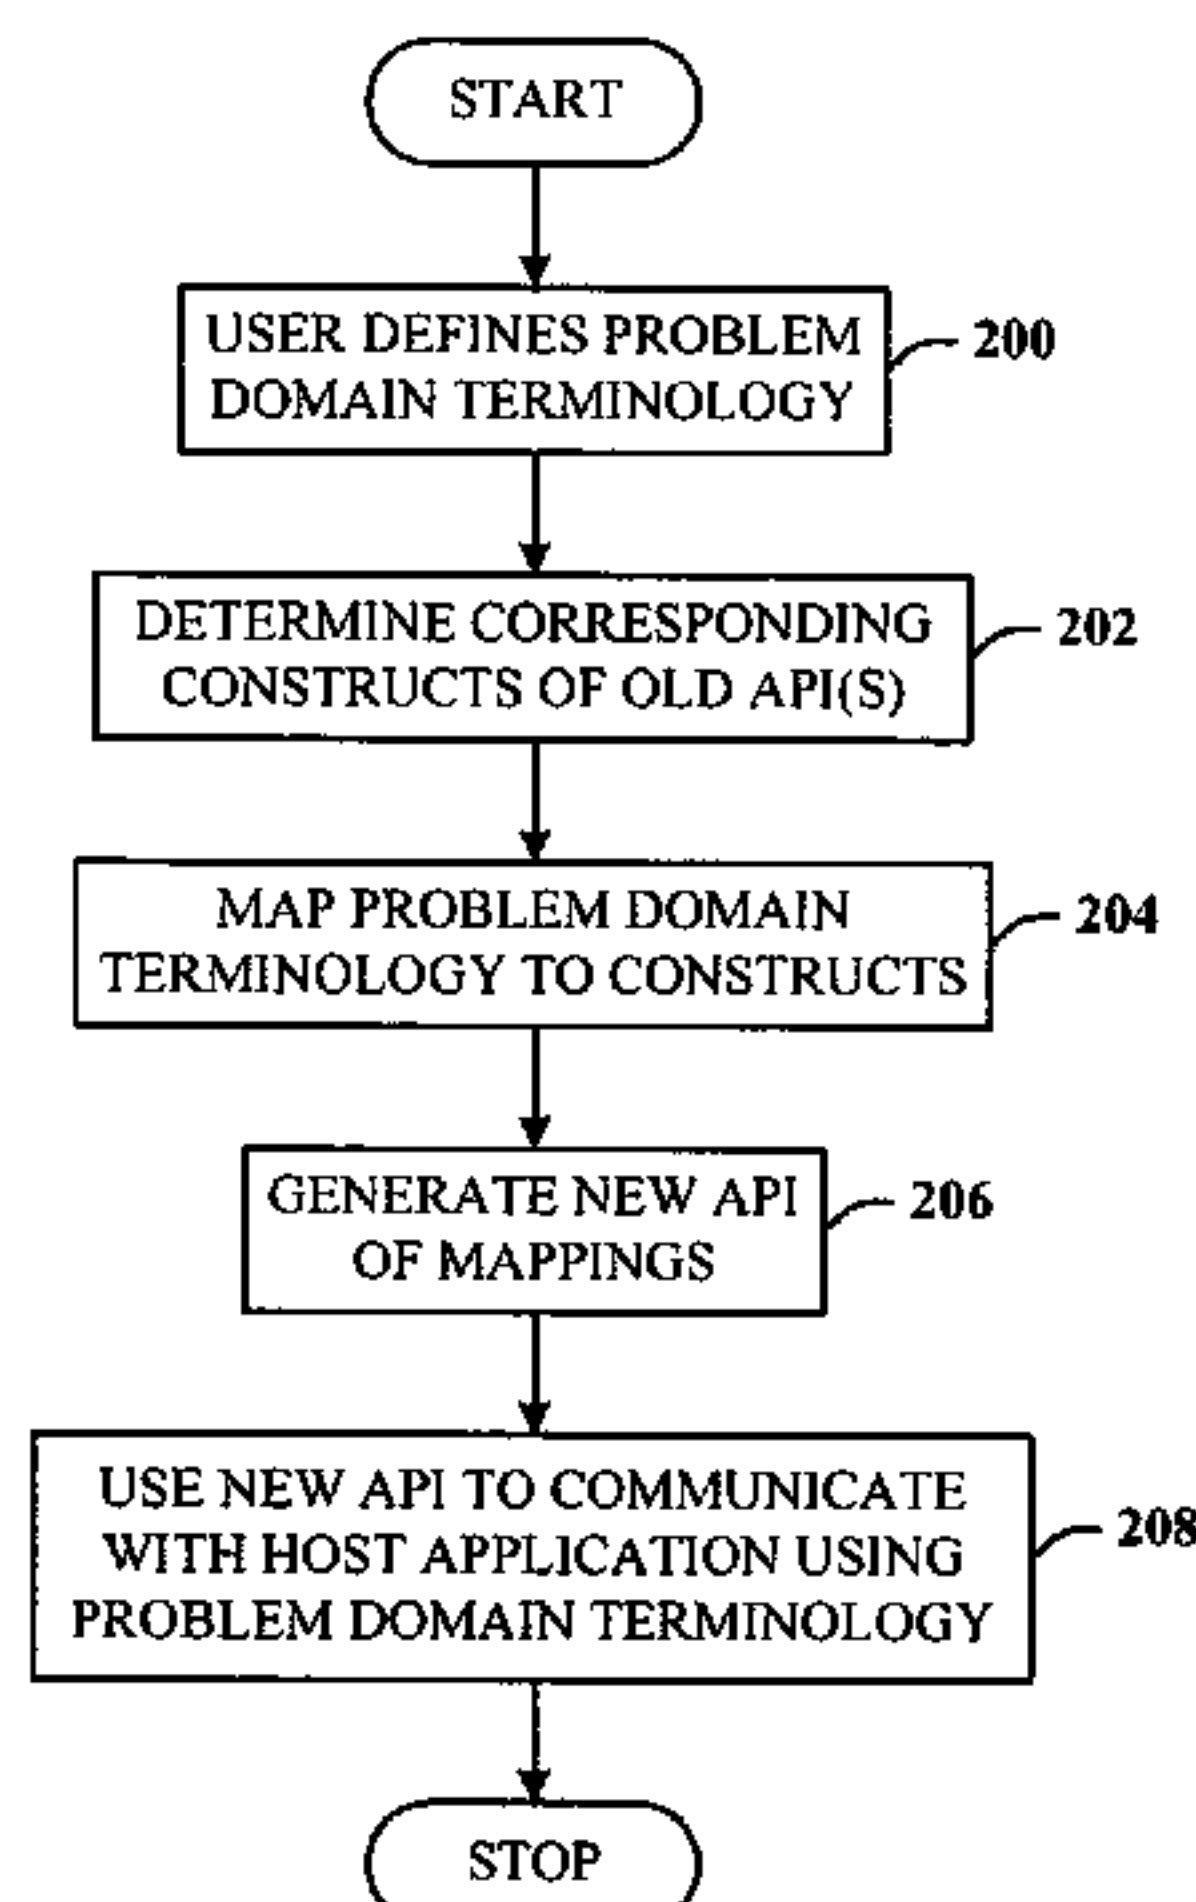 START
USER DEFINES PROBLEM
DOMAIN TERMINOLOGY
200
DETERMINE CORRESPONDING
CONSTRUCTS OF OLD API(S)
202
MAP PROBLEM DOMAIN
TERMINOLOGY TO CONSTRUCTS
204
GENERATE NEW API
OF MAPPINGS
206
USE NEW API TO COMMUNICATE
WITH HOST APPLICATION USING
PROBLEM DOMAIN TERMINOLOGY
208
STOP